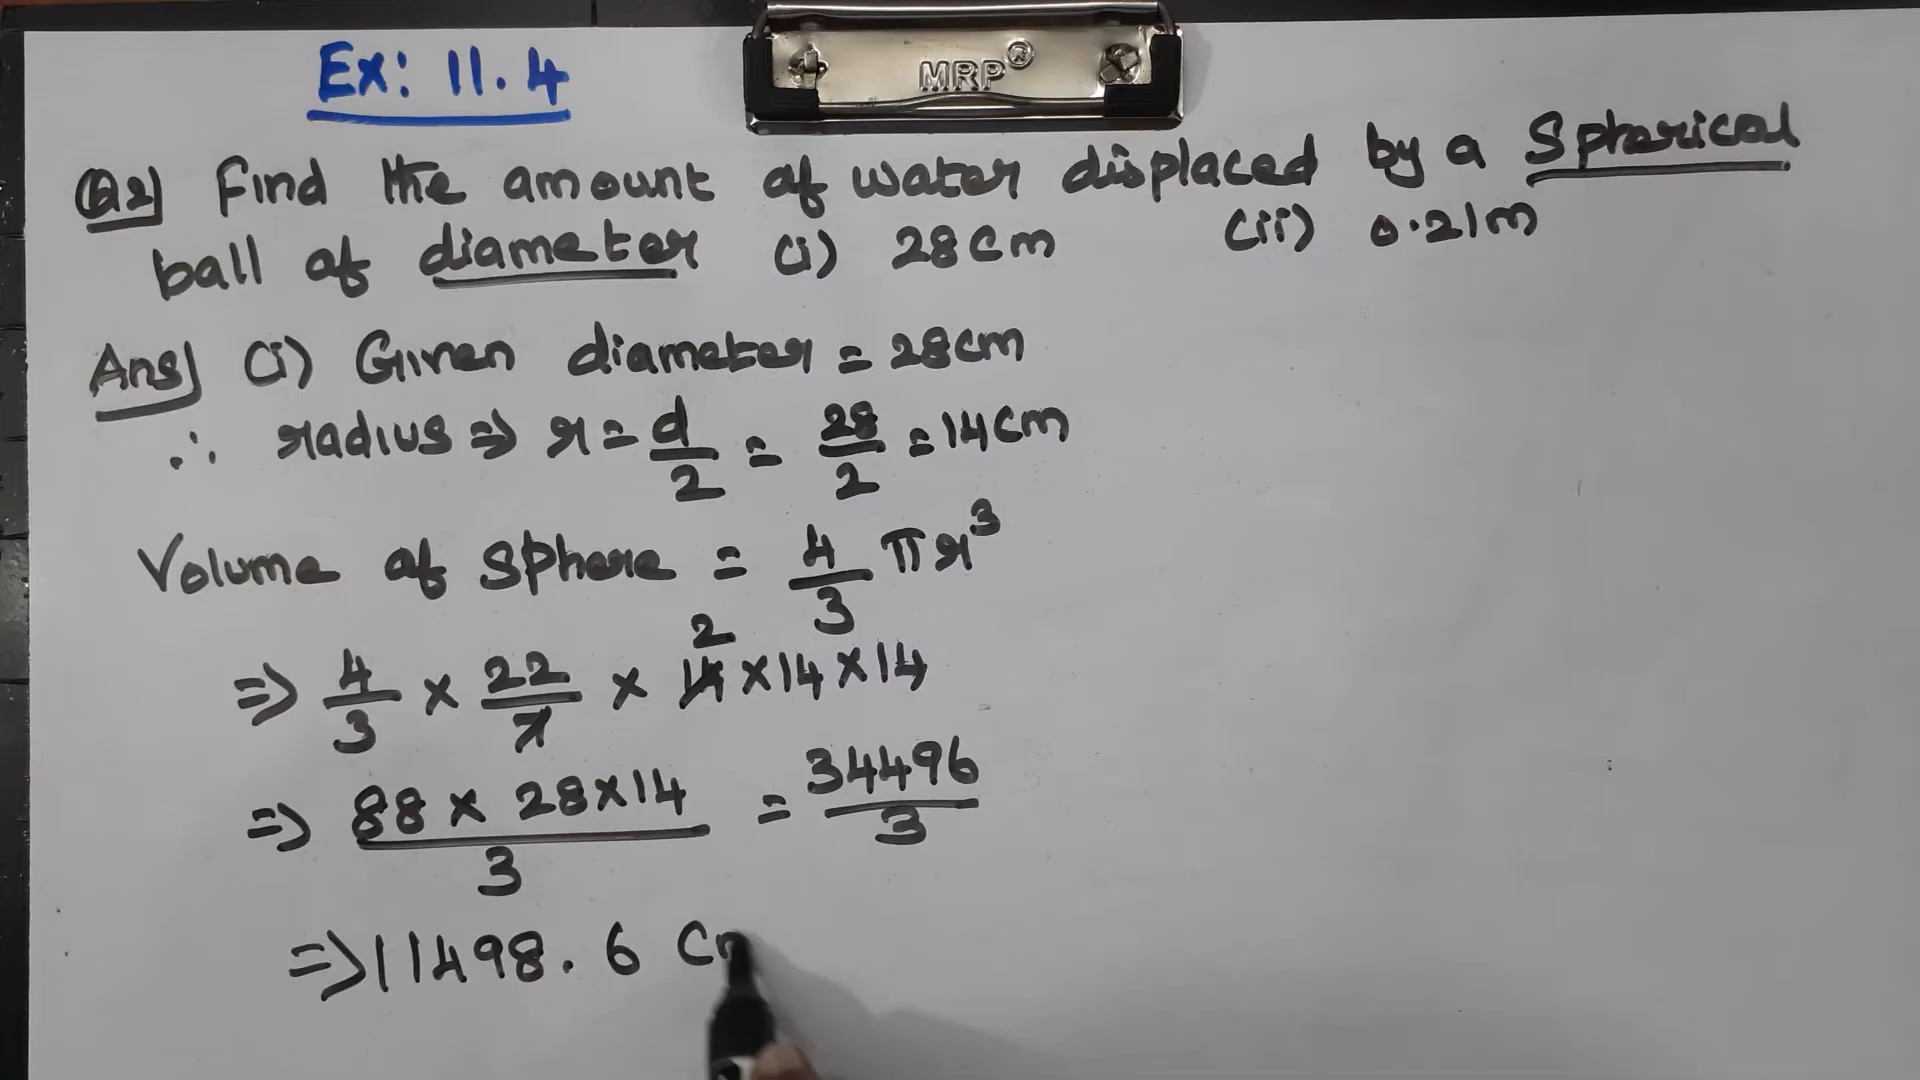 Ex: 11.4
MRP®
Q2) Find the amount of water displaced by a Spherical
ball of diameter (i) 28cm (ii) 0.21m
Ans) (i) Given diameter = 28cm
∴ radius ⇒ r = d/2 = 28/2 = 14cm
Volume of sphere = 4/3 πr³
2
⇒ 4/3 × 22/7 × 14 × 14 × 14
⇒ 88 × 28 × 14 / 3 = 34496/3
⇒ 11498.6 Cm